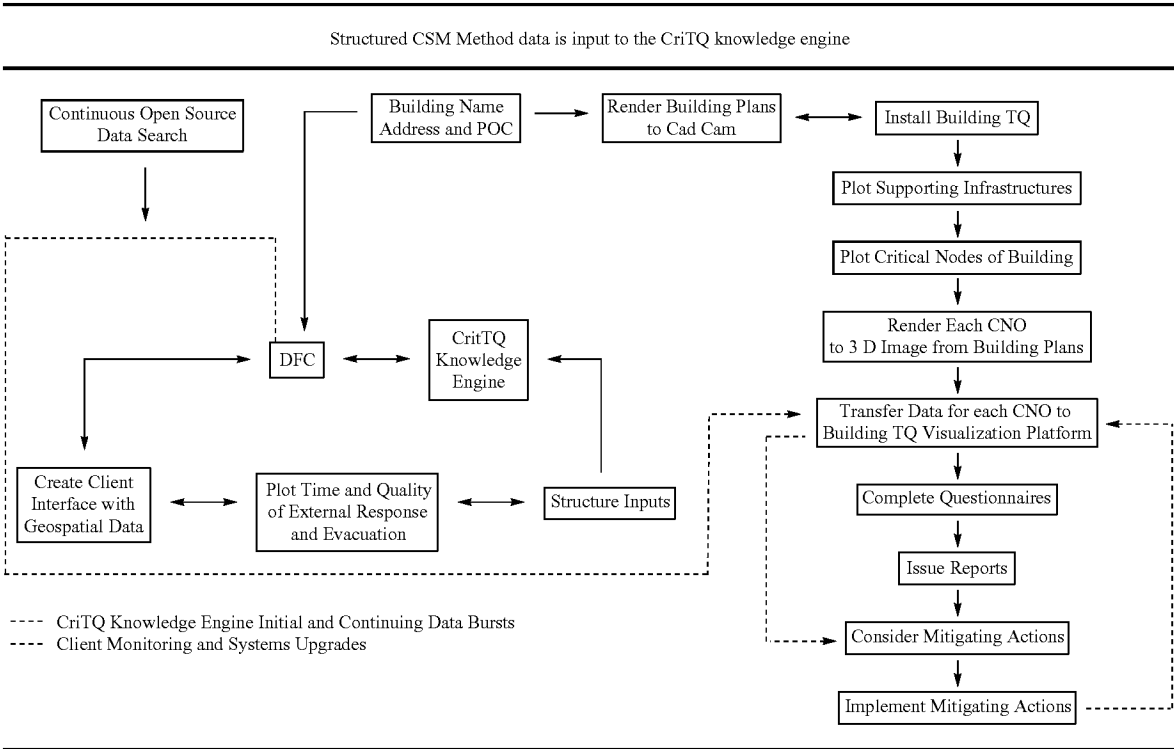 Structured CSM Method data is input to the CriTQ knowledge engine
Continuous Open Source
Data Search
Building Name
Address and POC
Render Building Plans
to Cad Cam
Install Building TQ
Plot Supporting Infrastructures
Plot Critical Nodes of Building
Render Each CNO
to 3 D Image from Building Plans
DFC
CritTQ
Knowledge
Engine
Transfer Data for each CNO to
Building TQ Visualization Platform
Create Client
Interface with
Geospatial Data
Plot Time and Quality
of External Response
and Evacuation
Structure Inputs
Complete Questionnaires
Issue Reports
Consider Mitigating Actions
Implement Mitigating Actions
CriTQ Knowledge Engine Initial and Continuing Data Bursts
Client Monitoring and Systems Upgrades